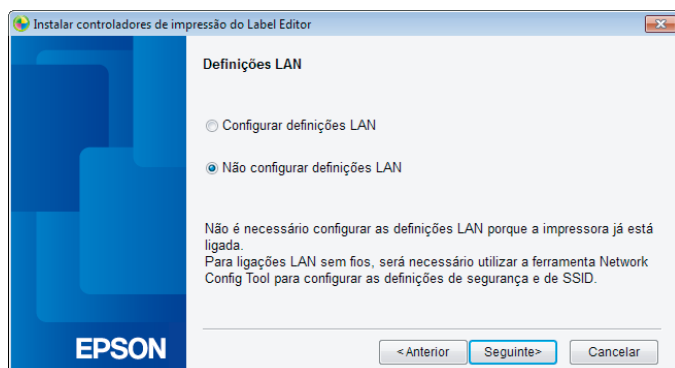 Instalar controladores de impressão do Label Editor
Definições LAN
Configurar definições LAN
Não configurar definições LAN
Não é necessário configurar as definições LAN porque a impressora já está
ligada.
Para ligações LAN sem fios, será necessário utilizar a ferramenta Network
Config Tool para configurar as definições de segurança e de SSID.
EPSON
<Anterior
Seguinte>
Cancelar